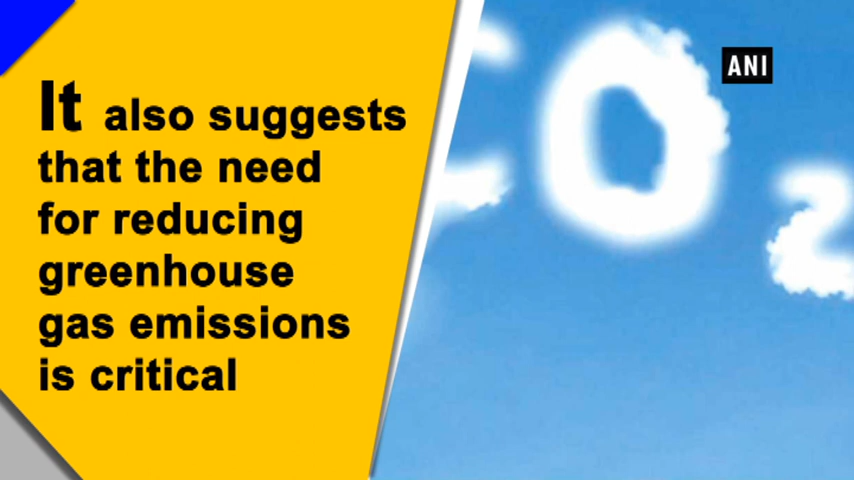 It also suggests
that the need
for reducing
greenhouse
gas emissions
is critical
ANI
CO2